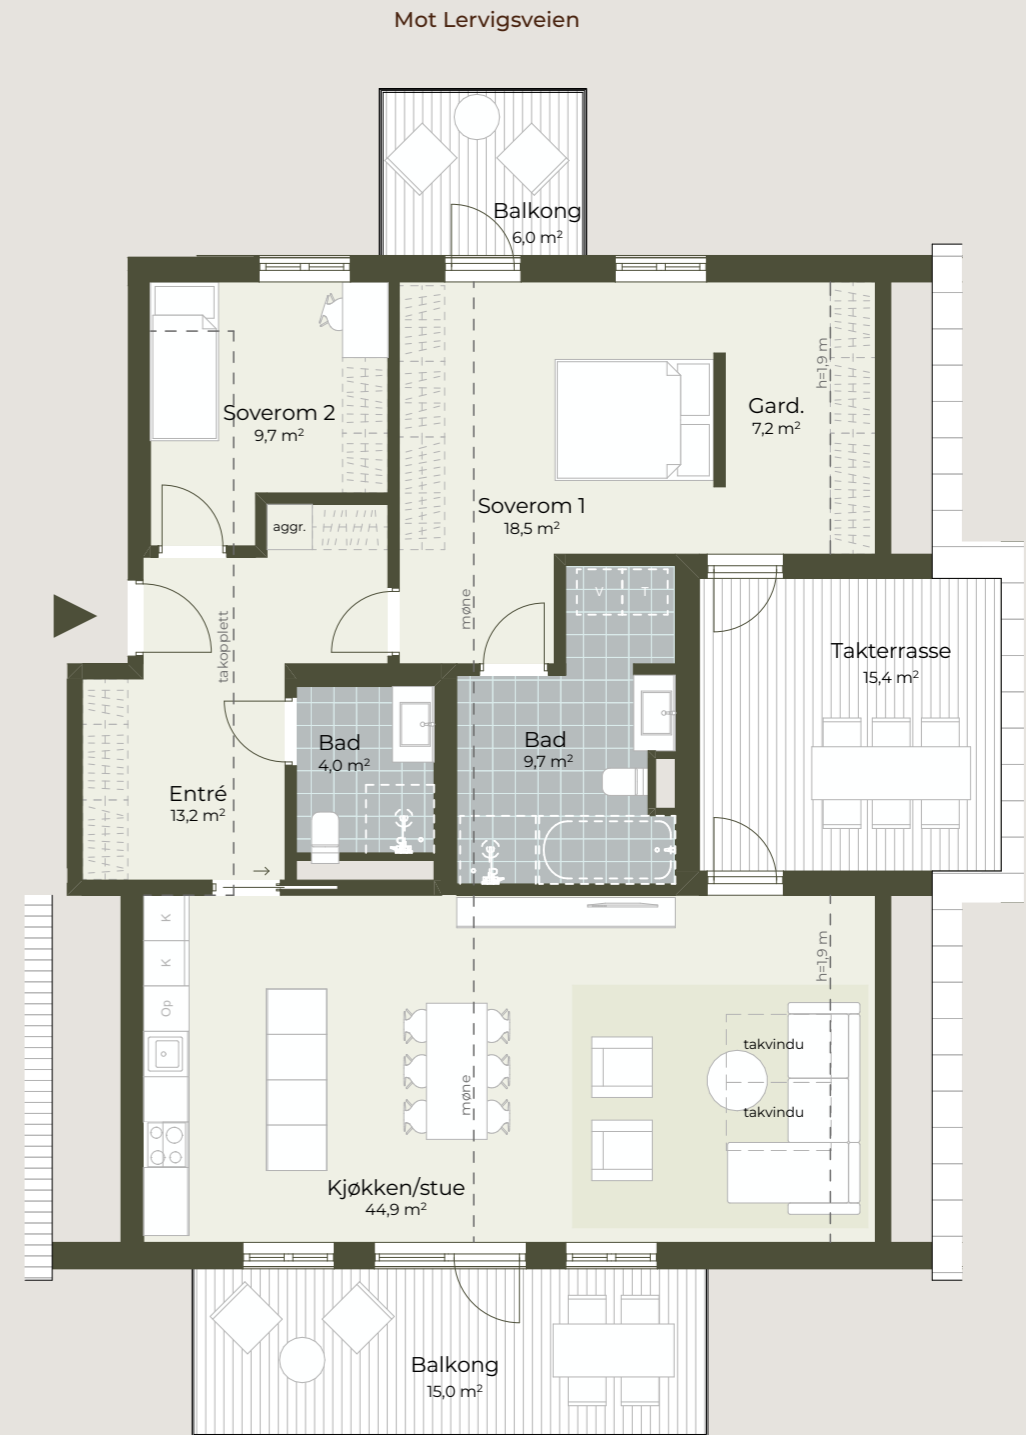 Mot Lervigsveien
Balkong
6,0 m²
Soverom 2
9,7 m²
h=1,9 m
Gard.
7,2 m²
Soverom 1
18,5 m²
aggr.
V
T
møne
takopplett
Takterrasse
15,4 m²
Bad
4,0 m²
Bad
9,7 m²
Entré
13,2 m²
K
K
Op
h=1,9 m
takvindu
takvindu
møne
Kjøkken/stue
44,9 m²
Balkong
15,0 m²